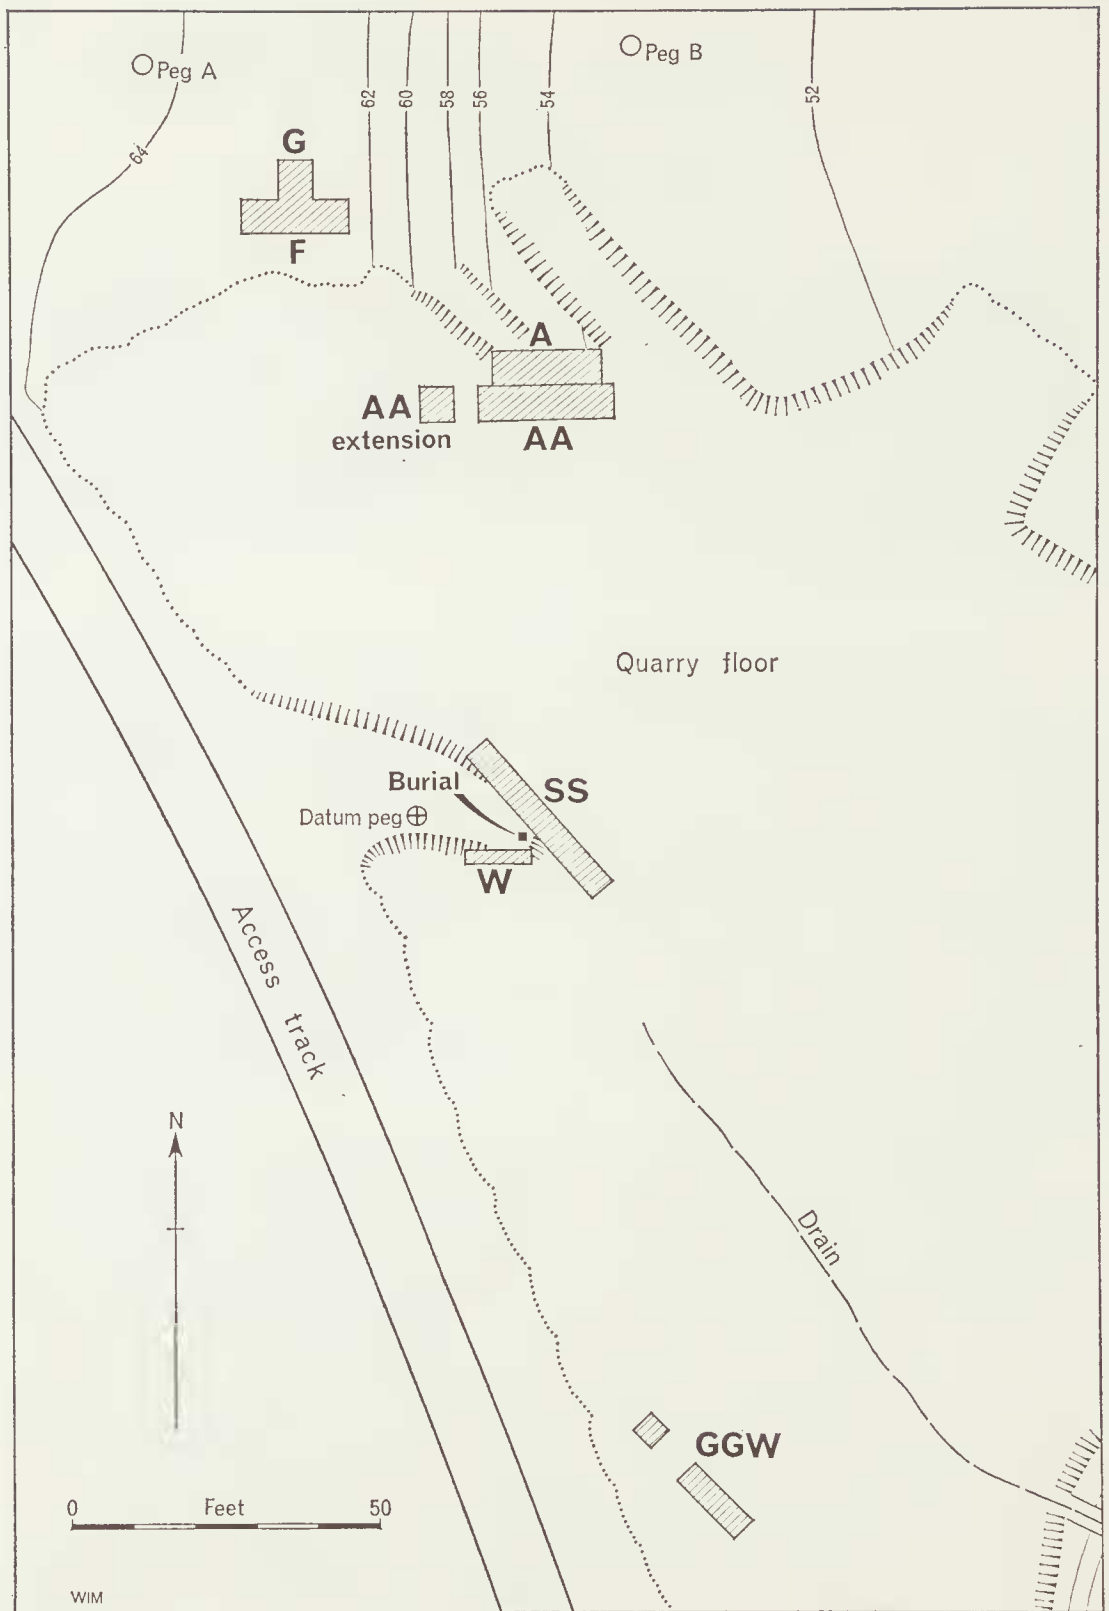 Peg A
Peg B
62
60
58
56
54
52
64
G
F
A
AA
extension
AA
Quarry floor
Burial
SS
Datum peg
W
Access track
N
Drain
GGW
0 Feet 50
WIM